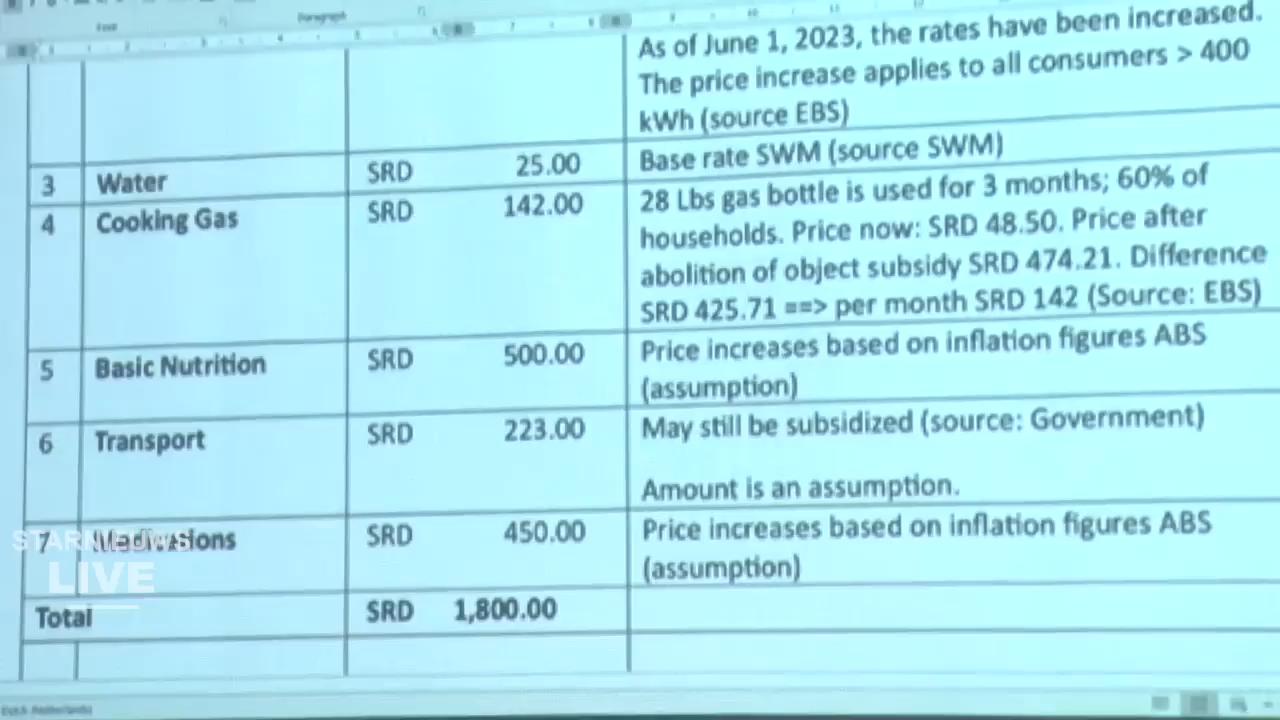 Font
Paragraph
As of June 1, 2023, the rates have been increased.
The price increase applies to all consumers > 400
kWh (source EBS)
3 Water SRD 25.00 Base rate SWM (source SWM)
4 Cooking Gas SRD 142.00 28 Lbs gas bottle is used for 3 months; 60% of
households. Price now: SRD 48.50. Price after
abolition of object subsidy SRD 474.21. Difference
SRD 425.71 ==> per month SRD 142 (Source: EBS)
5 Basic Nutrition SRD 500.00 Price increases based on inflation figures ABS
(assumption)
6 Transport SRD 223.00 May still be subsidized (source: Government)
Amount is an assumption.
7 Medications SRD 450.00 Price increases based on inflation figures ABS
(assumption)
STARNIEUWS
LIVE
Total SRD 1,800.00